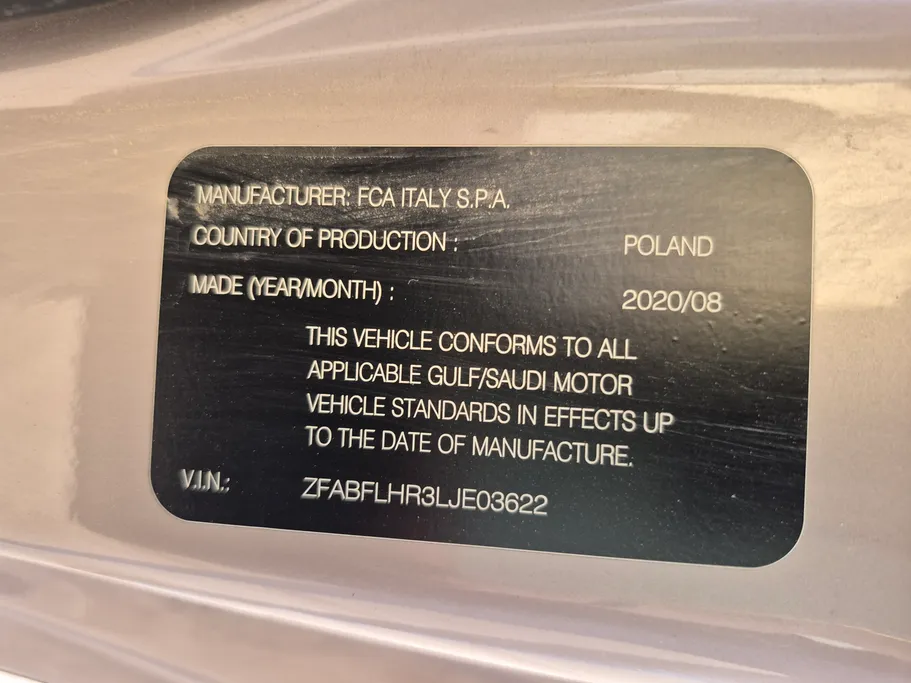 MANUFACTURER: FCA ITALY S.P.A.
COUNTRY OF PRODUCTION : POLAND
MADE (YEAR/MONTH) : 2020/08
THIS VEHICLE CONFORMS TO ALL
APPLICABLE GULF/SAUDI MOTOR
VEHICLE STANDARDS IN EFFECTS UP
TO THE DATE OF MANUFACTURE.
V.I.N.: ZFABFLHR3LJE03622